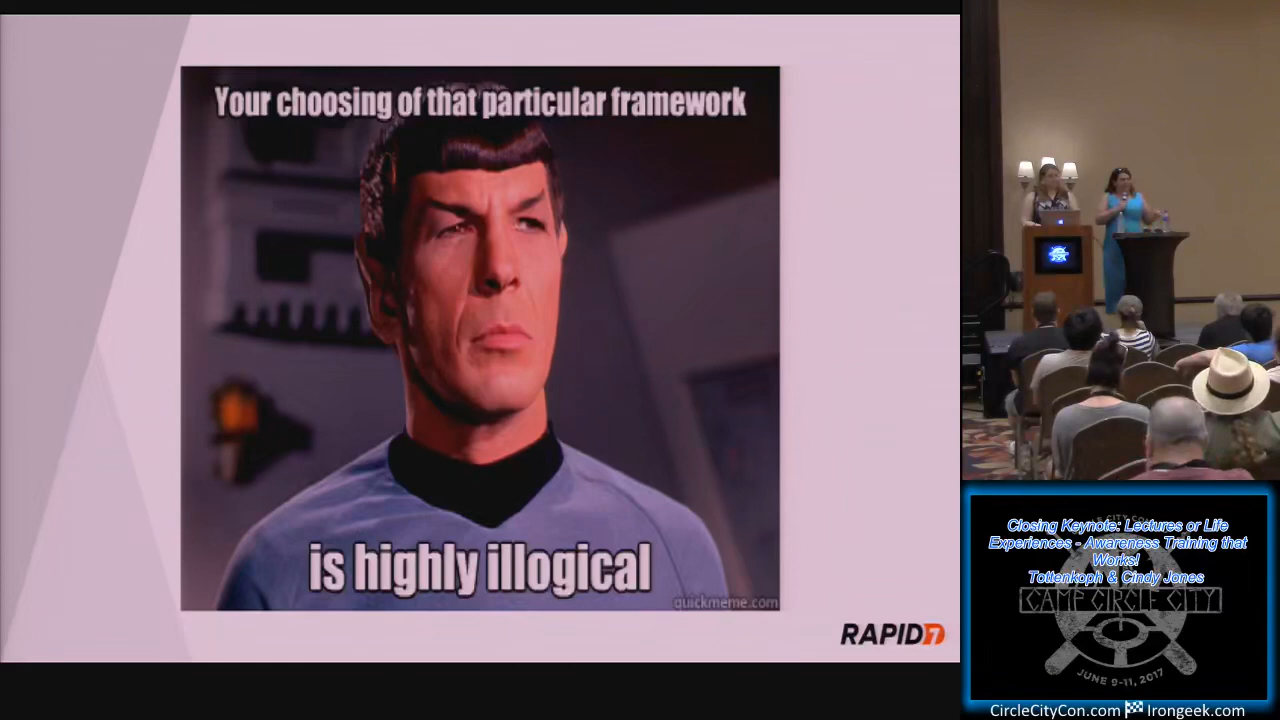 Your choosing of that particular framework
is highly illogical
quickmeme.com
RAPID7
Closing Keynote: Lectures or Life
Experiences - Awareness Training that
Works!
Tottenkoph & Cindy Jones
CAMP CIRCLE CITY
JUNE 9-11, 2017
CircleCityCon.com Irongeek.com